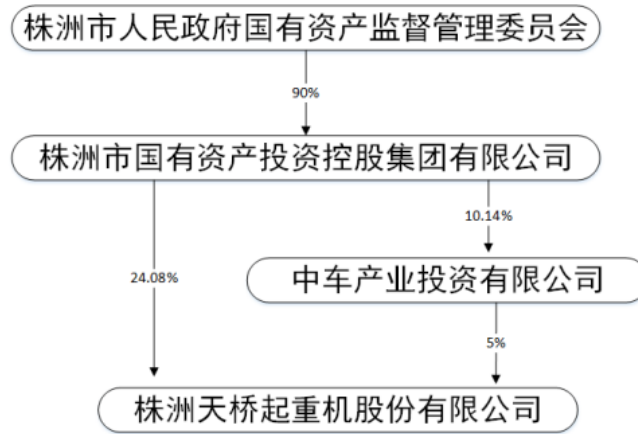 株洲市人民政府国有资产监督管理委员会
90%
株洲市国有资产投资控股集团有限公司
10.14%
24.08%
中车产业投资有限公司
5%
株洲天桥起重机股份有限公司